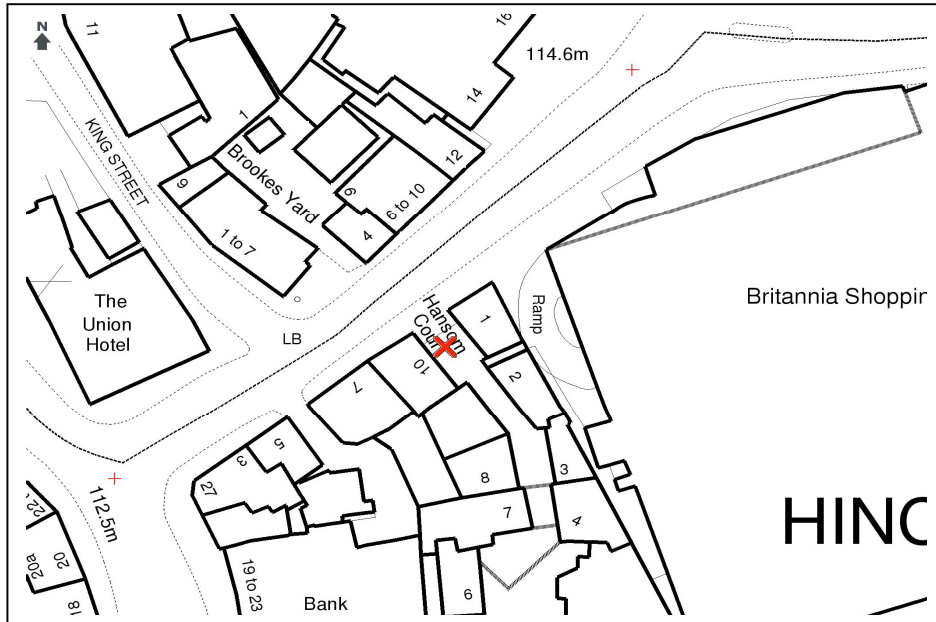 N
11
16
114.6m
14
1
KING STREET
Brookes Yard
12
9
6
6 to 10
4
1 to 7
The
Union
Hotel
LB
Hansom
Court
1
Ramp
Britannia Shoppin
10
7
2
5
3
27
8
3
7
4
112.5m
20
20a
18
19 to 23
Bank
6
HINC